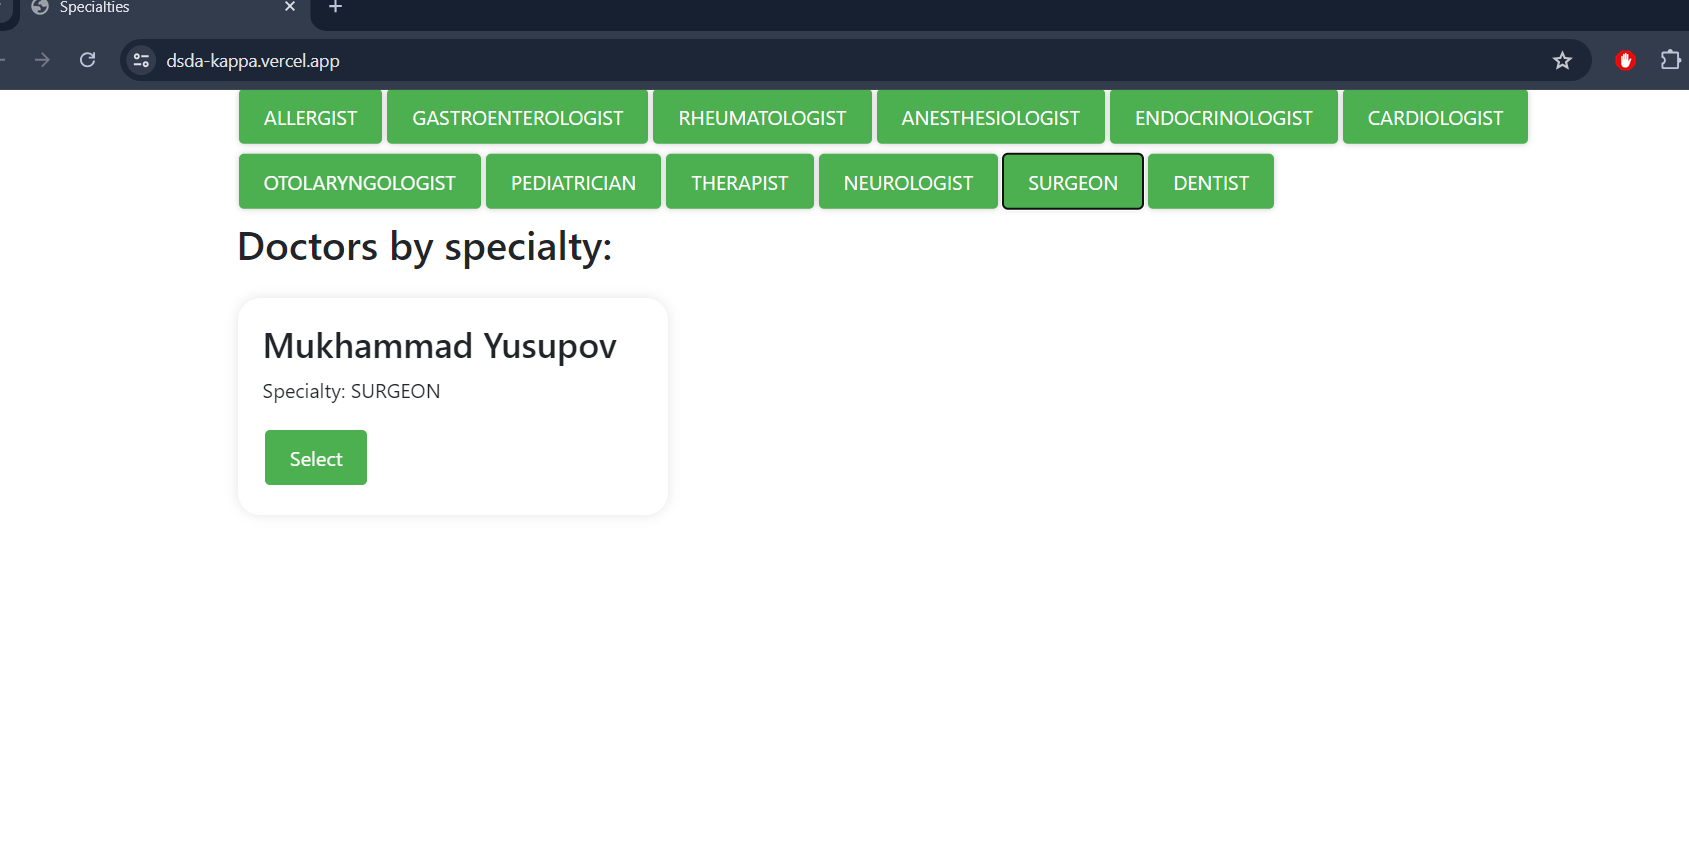 Specialties
dsda-kappa.vercel.app
ALLERGIST GASTROENTEROLOGIST RHEUMATOLOGIST ANESTHESIOLOGIST ENDOCRINOLOGIST CARDIOLOGIST
OTOLARYNGOLOGIST PEDIATRICIAN THERAPIST NEUROLOGIST SURGEON DENTIST
Doctors by specialty:
Mukhammad Yusupov
Specialty: SURGEON
Select